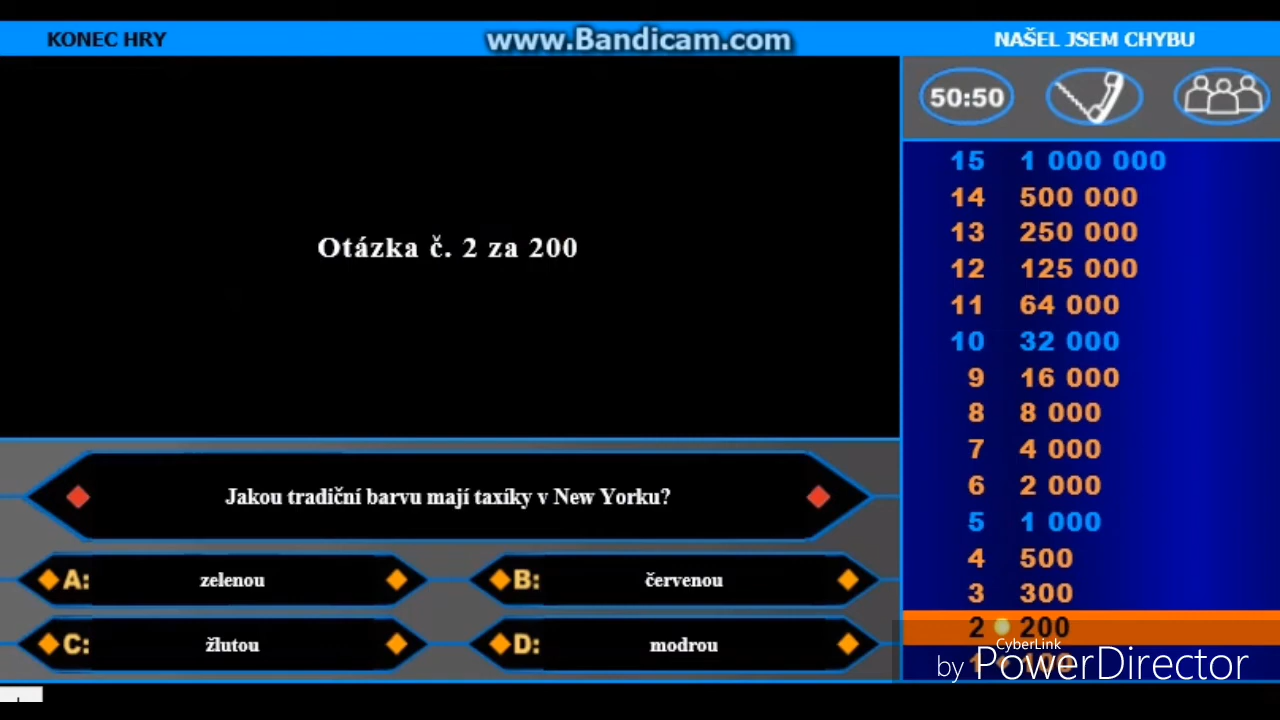 KONEC HRY
www.Bandicam.com
NAŠEL JSEM CHYBU
50:50
15 1 000 000
14 500 000
13 250 000
12 125 000
11 64 000
10 32 000
9 16 000
8 8 000
7 4 000
6 2 000
5 1 000
4 500
3 300
2 200
1 100
Otázka č. 2 za 200
Jakou tradiční barvu mají taxíky v New Yorku?
A: zelenou
B: červenou
C: žlutou
D: modrou
CyberLink
by PowerDirector